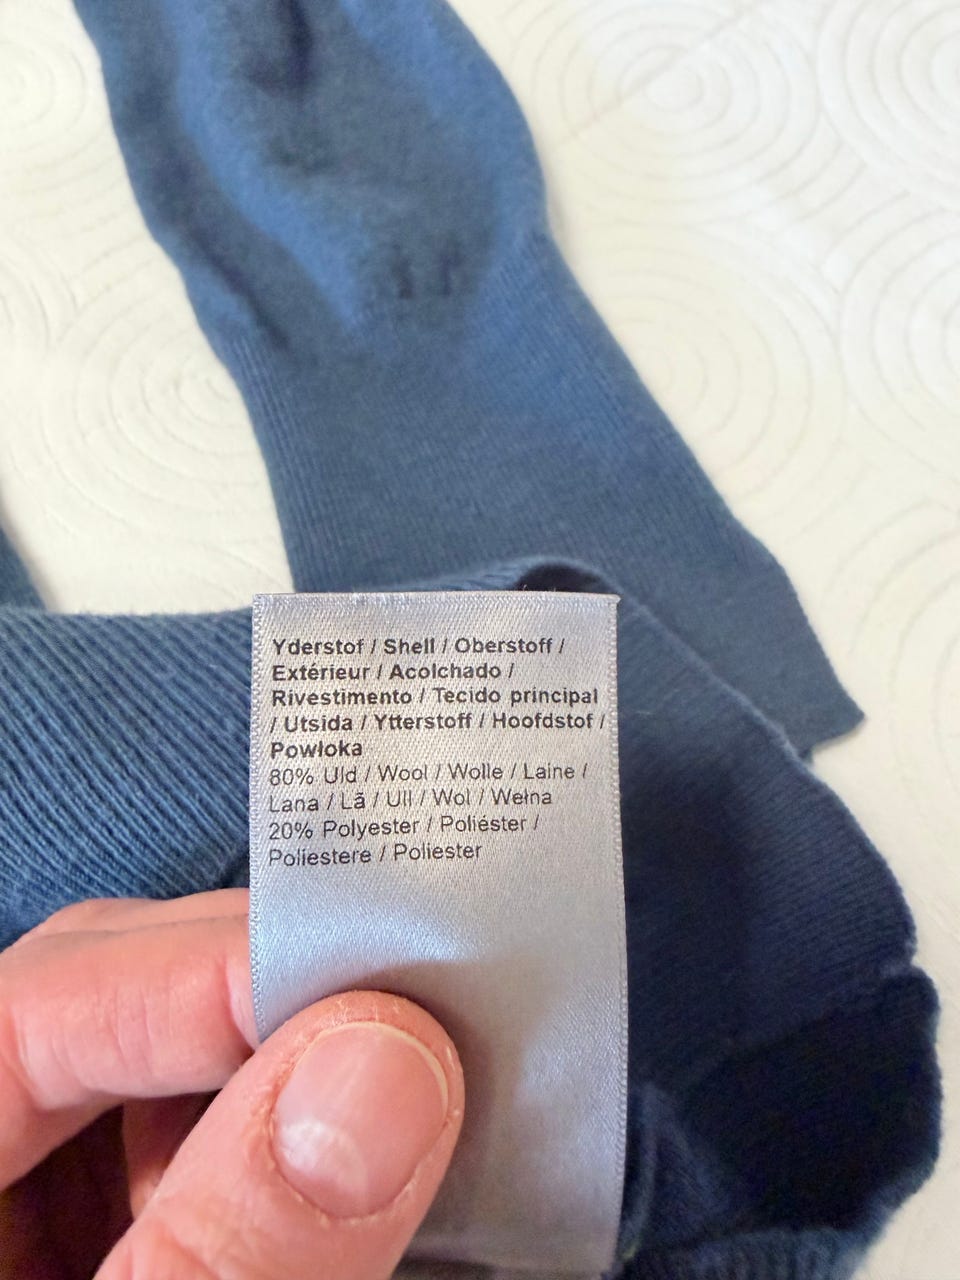 Yderstof / Shell / Oberstoff /
Extérieur / Acolchado /
Rivestimento / Tecido principal
/ Utsida / Ytterstoff / Hoofdstof /
Powłoka
80% Uld / Wool / Wolle / Laine /
Lana / Lã / Ull / Wol / Wełna
20% Polyester / Poliéster /
Poliestere / Poliester